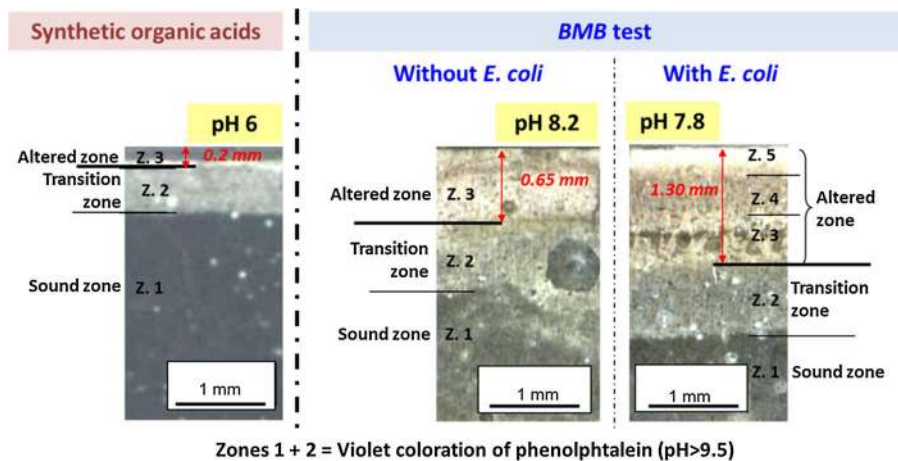 Synthetic organic acids
BMB test
Without E. coli
With E. coli
pH 6
pH 8.2
pH 7.8
Altered zone
Z. 3
0.2 mm
Transition
zone
Z. 2
Sound zone
Z. 1
1 mm
Altered zone
Z. 3
0.65 mm
Transition
zone
Z. 2
Sound zone
Z. 1
1 mm
1.30 mm
Z. 5
Z. 4
Z. 3
Altered
zone
Z. 2
Transition
zone
Z. 1
Sound zone
1 mm
Zones 1 + 2 = Violet coloration of phenolphtalein (pH>9.5)